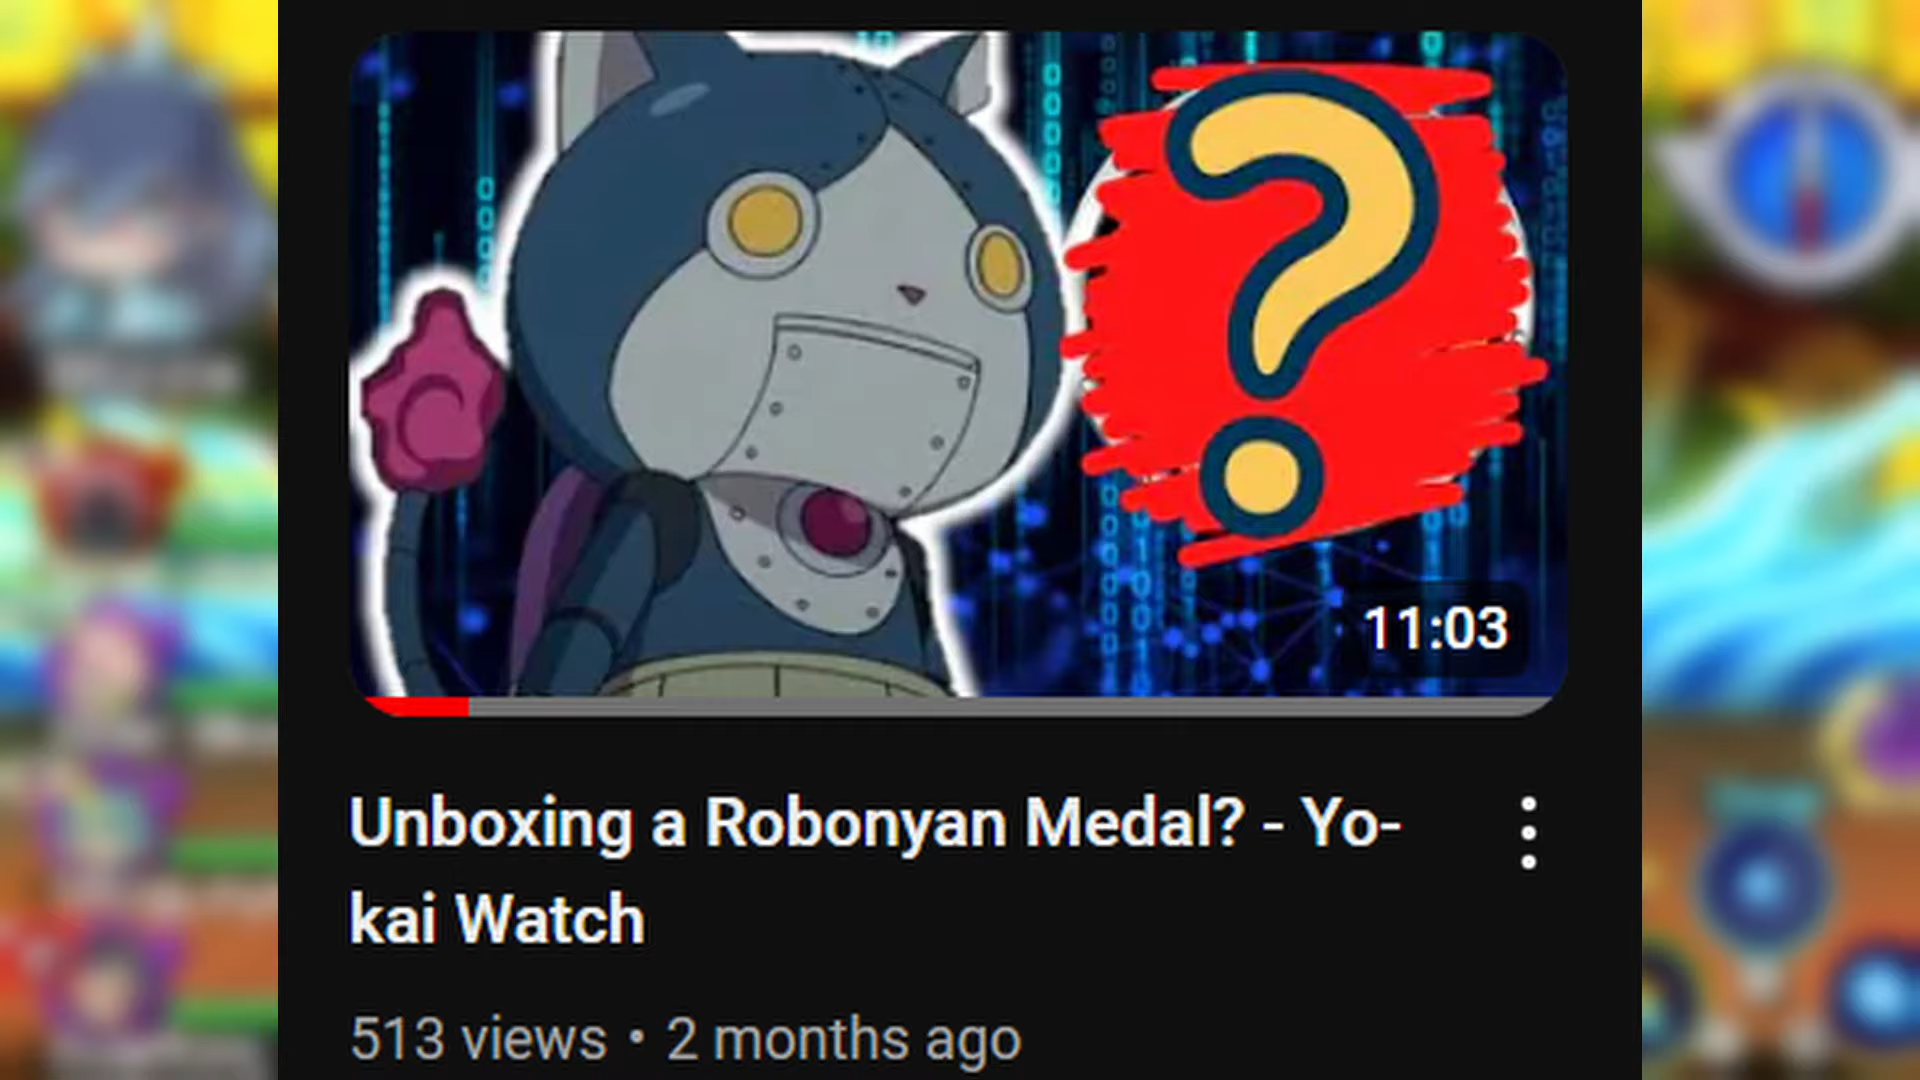 ?
11:03
Unboxing a Robonyan Medal? - Yo-
kai Watch
513 views • 2 months ago